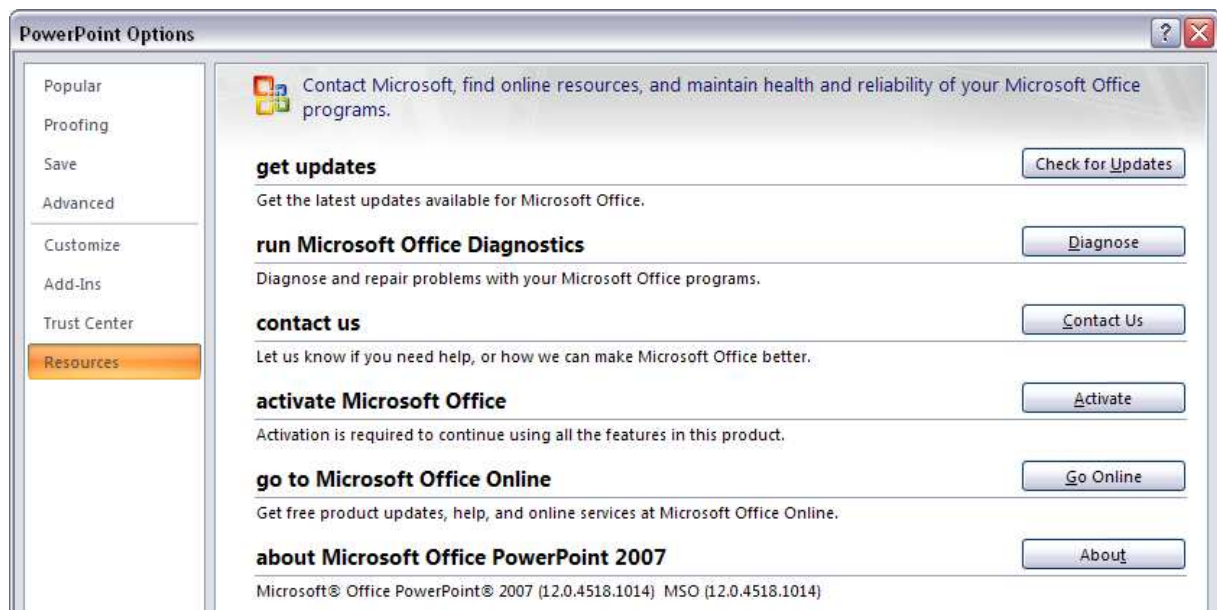 PowerPoint Options
?
Popular
Proofing
Save
Advanced
Customize
Add-Ins
Trust Center
Resources
Contact Microsoft, find online resources, and maintain health and reliability of your Microsoft Office
programs.
get updates
Check for Updates
Get the latest updates available for Microsoft Office.
run Microsoft Office Diagnostics
Diagnose
Diagnose and repair problems with your Microsoft Office programs.
contact us
Contact Us
Let us know if you need help, or how we can make Microsoft Office better.
activate Microsoft Office
Activate
Activation is required to continue using all the features in this product.
go to Microsoft Office Online
Go Online
Get free product updates, help, and online services at Microsoft Office Online.
about Microsoft Office PowerPoint 2007
About
Microsoft® Office PowerPoint® 2007 (12.0.4518.1014)  MSO (12.0.4518.1014)